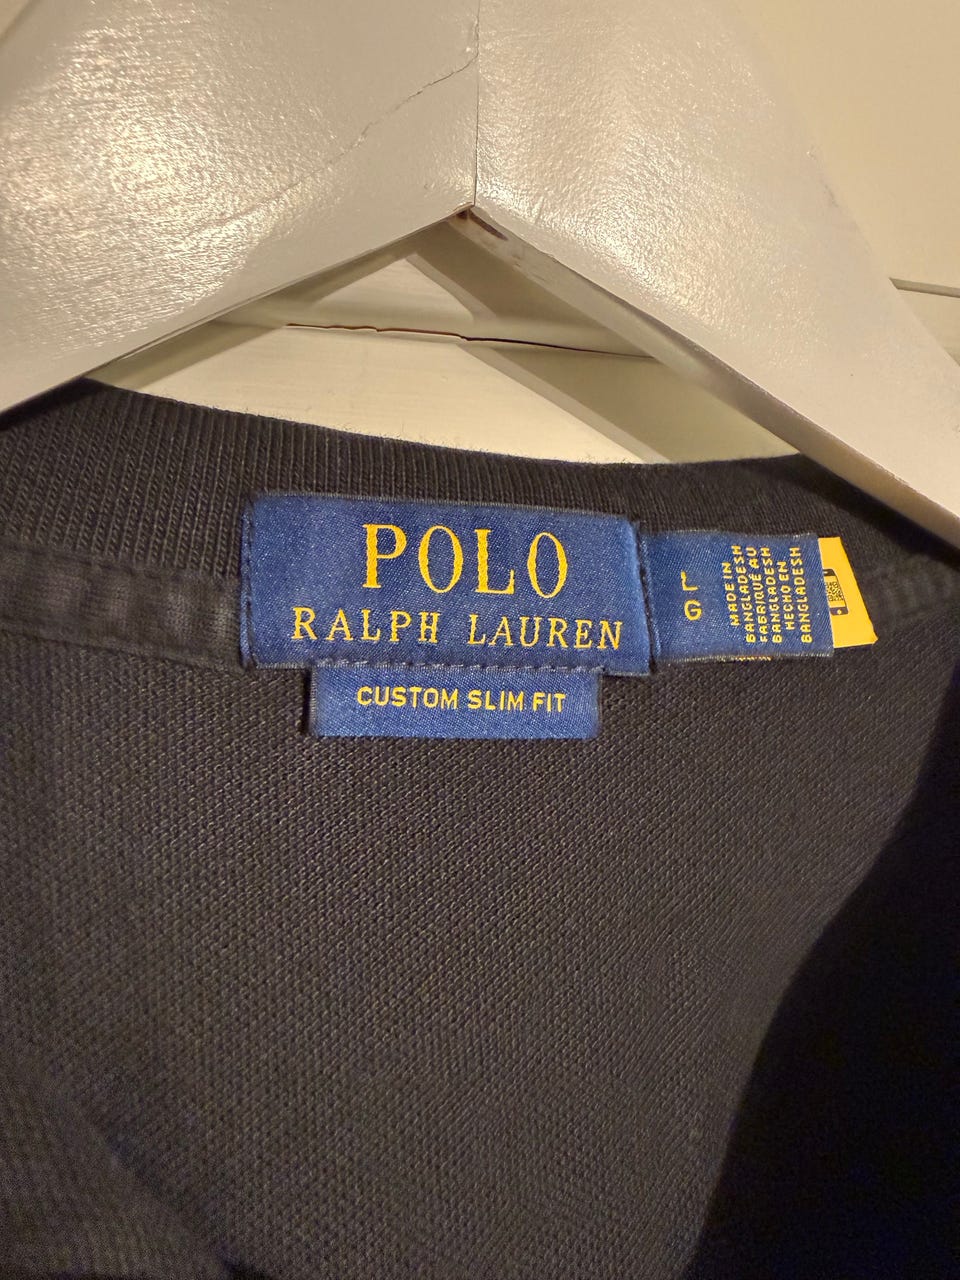 POLO
RALPH LAUREN
CUSTOM SLIM FIT
L
G
MADE IN
BANGLADESH
FABRIQUÉ AU
BANGLADESH
HECHO EN
BANGLADESH